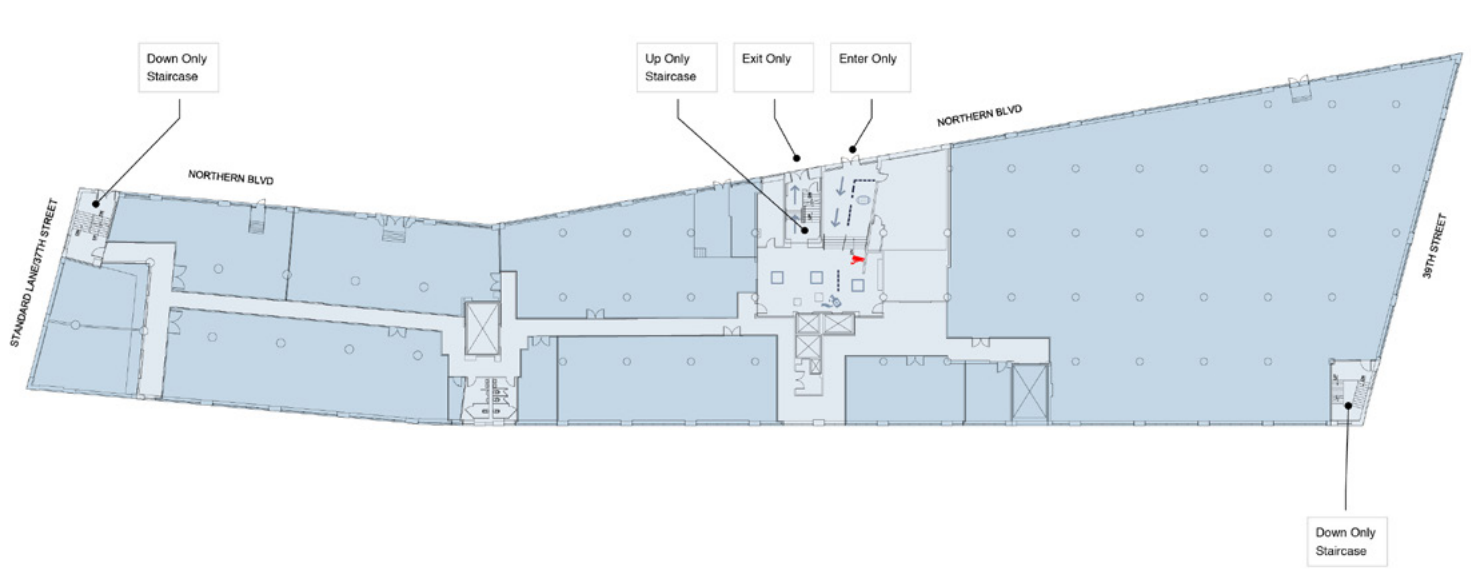 Down Only
Staircase
Up Only
Staircase
Exit Only
Enter Only
NORTHERN BLVD
NORTHERN BLVD
STANDARD LANE/37TH STREET
39TH STREET
Down Only
Staircase